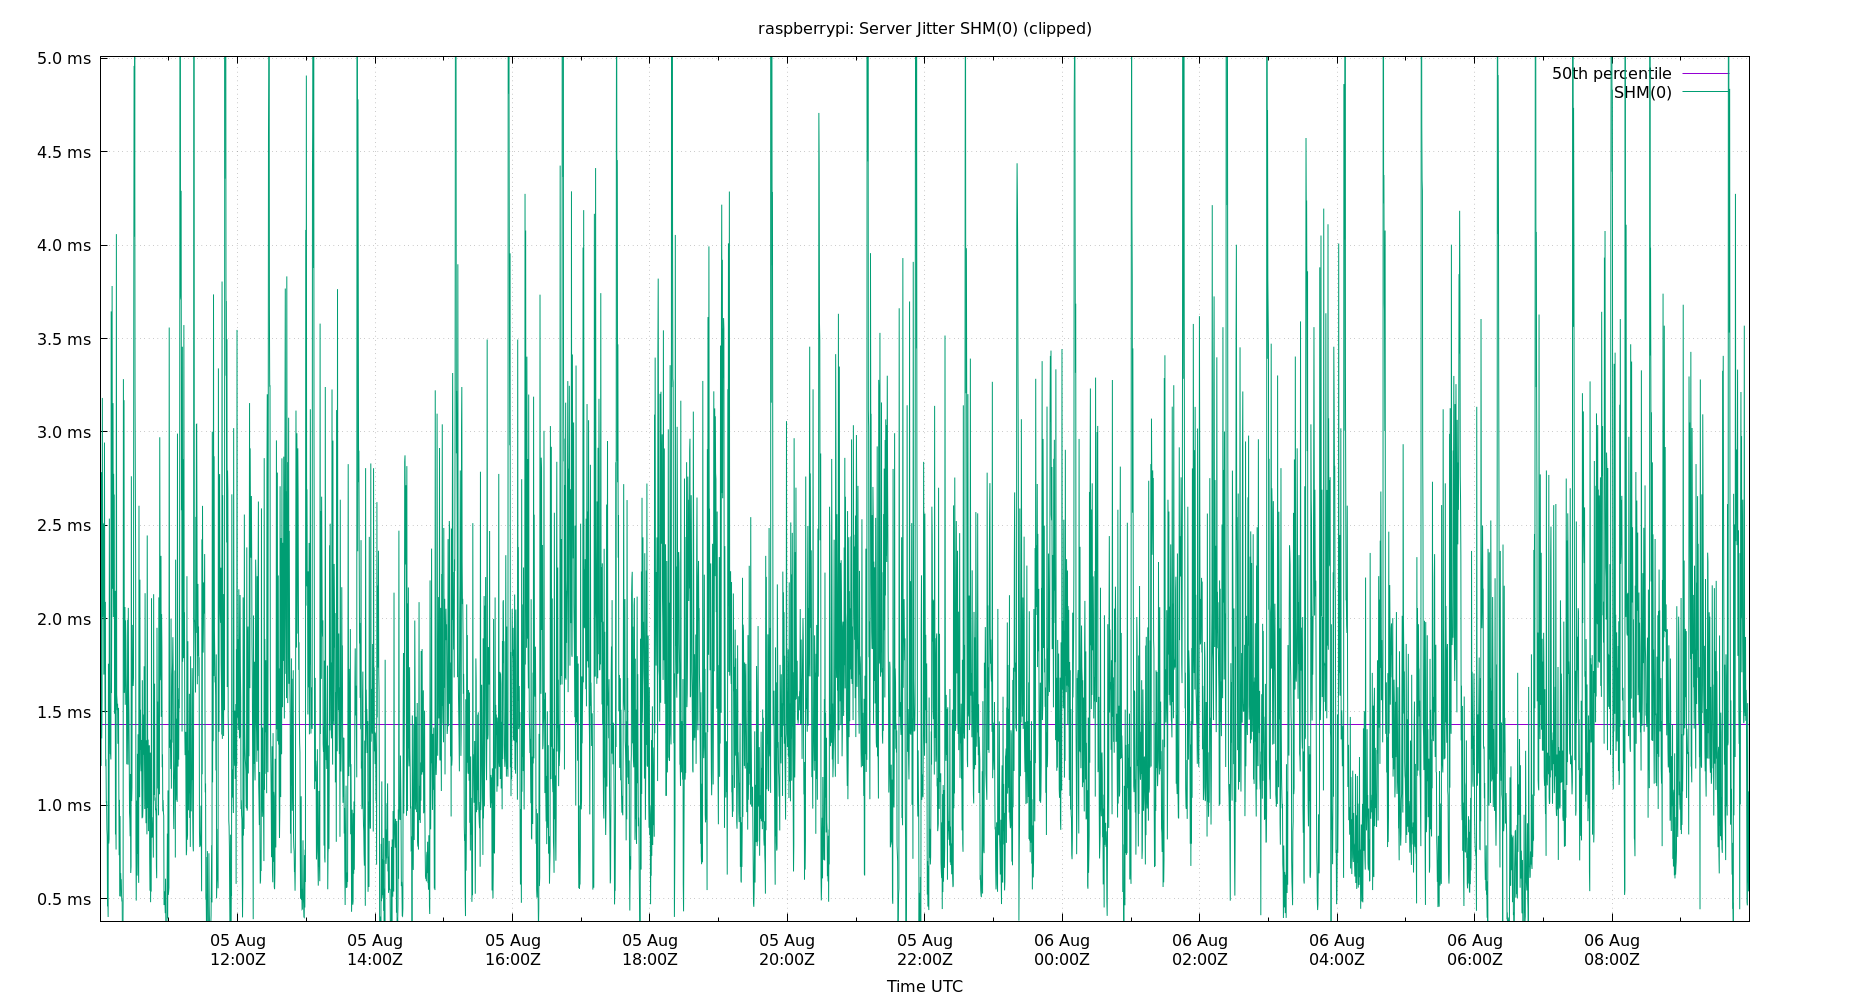 raspberrypi: Server Jitter SHM(0) (clipped)
5.0 ms
4.5 ms
4.0 ms
3.5 ms
3.0 ms
2.5 ms
2.0 ms
1.5 ms
1.0 ms
0.5 ms
50th percentile
SHM(0)
05 Aug 05 Aug 05 Aug 05 Aug 05 Aug 05 Aug 06 Aug 06 Aug 06 Aug 06 Aug 06 Aug
12:00Z 14:00Z 16:00Z 18:00Z 20:00Z 22:00Z 00:00Z 02:00Z 04:00Z 06:00Z 08:00Z
Time UTC